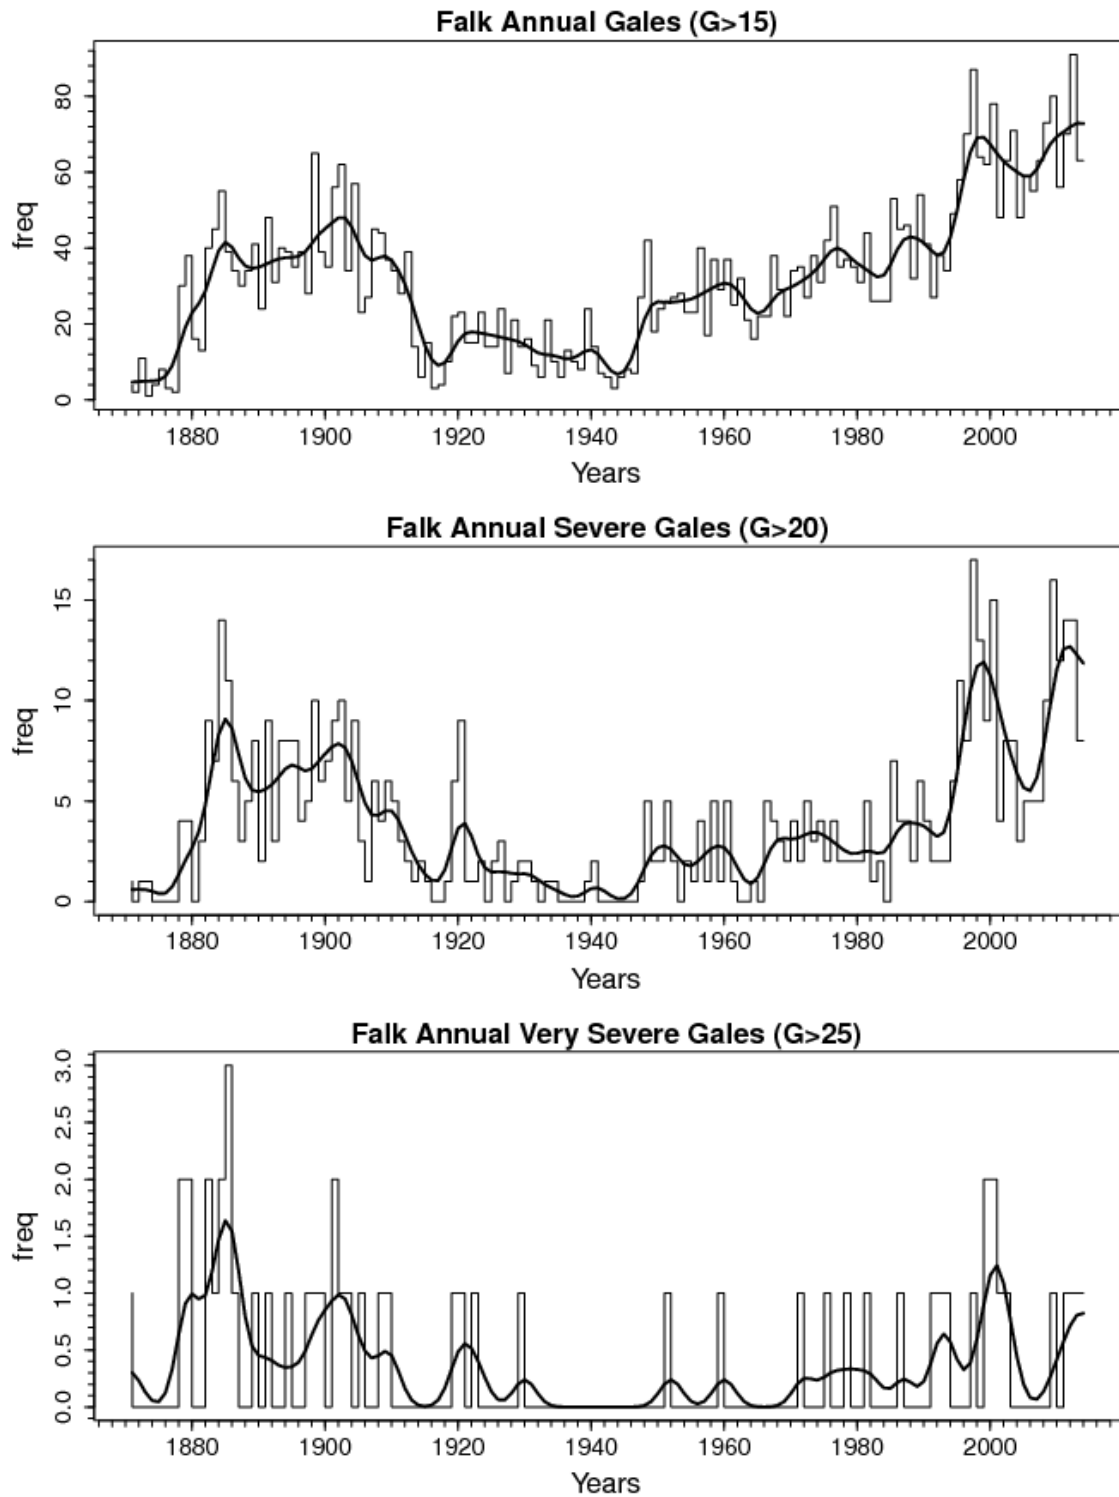 Falk Annual Gales (G>15)
80
60
40
20
0
freq
1880 1900 1920 1940 1960 1980 2000
Years
Falk Annual Severe Gales (G>20)
15
10
5
0
freq
1880 1900 1920 1940 1960 1980 2000
Years
Falk Annual Very Severe Gales (G>25)
3.0
2.5
2.0
1.5
1.0
0.5
0.0
freq
1880 1900 1920 1940 1960 1980 2000
Years